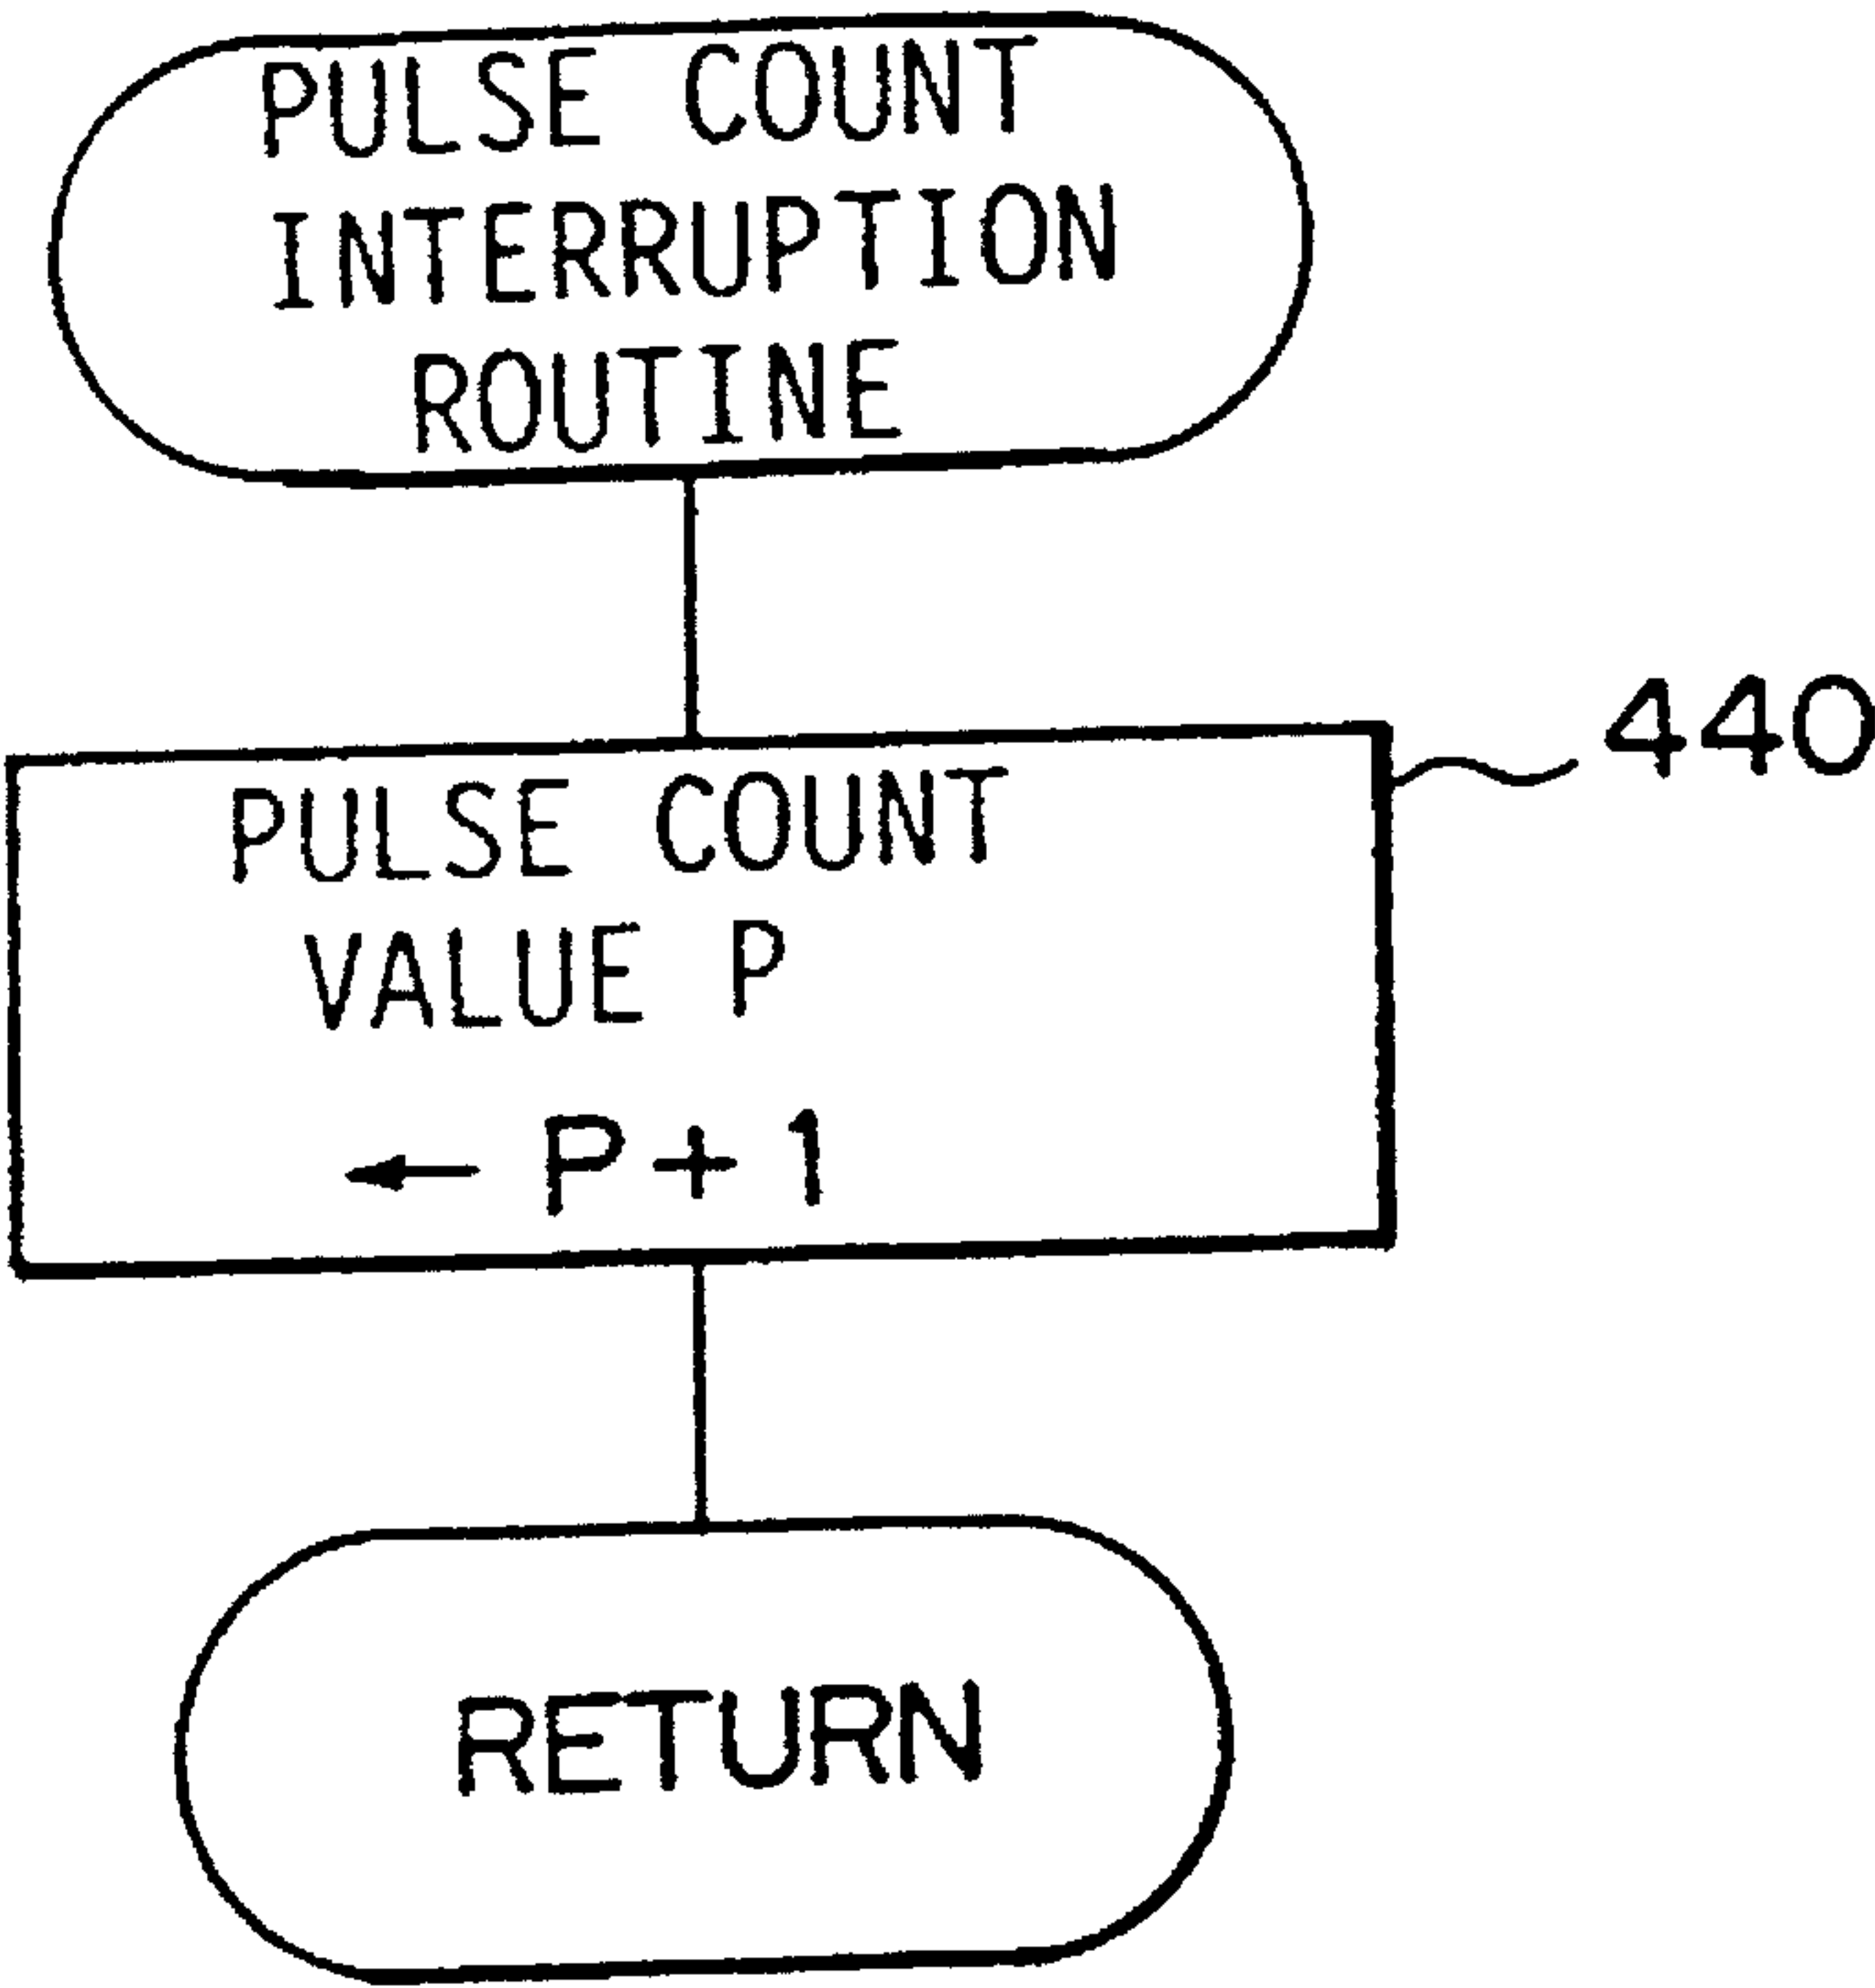 PULSE COUNT
INTERRUPTION
ROUTINE
440
PULSE COUNT
VALUE P
← P+1
RETURN